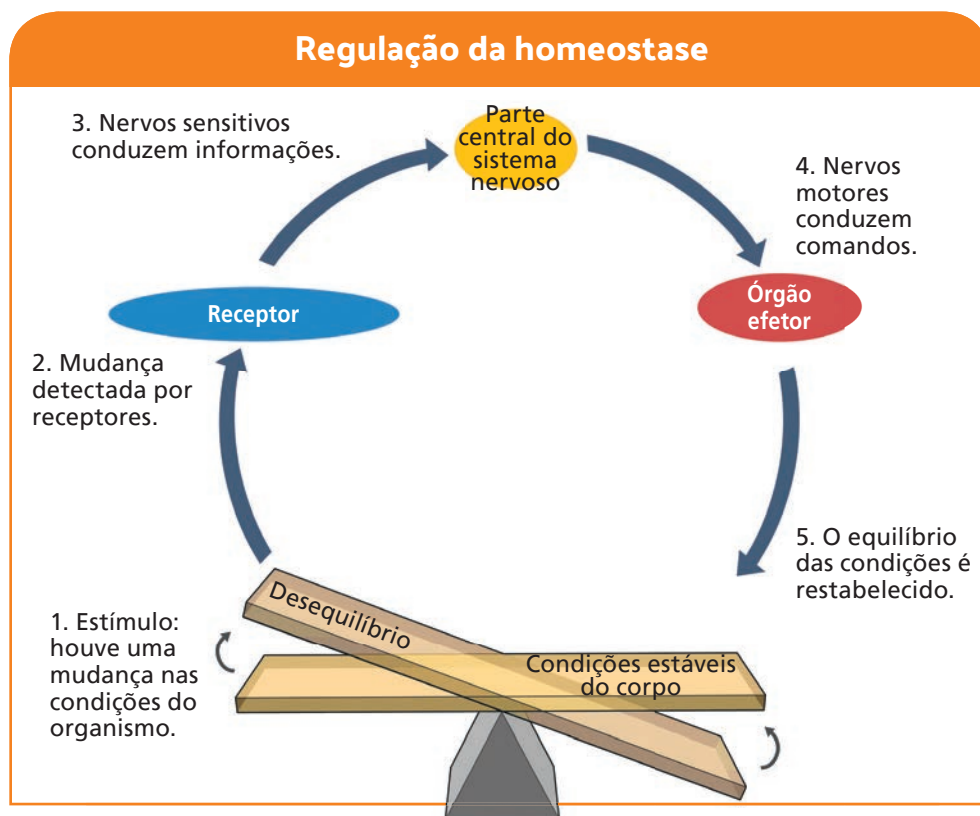 Regulação da homeostase
3. Nervos sensitivos
conduzem informações.
Parte
central do
sistema
nervoso
4. Nervos
motores
conduzem
comandos.
Receptor
Órgão
efetor
2. Mudança
detectada por
receptores.
5. O equilíbrio
das condições é
restabelecido.
1. Estímulo:
houve uma
mudança nas
condições do
organismo.
Desequilíbrio
Condições estáveis
do corpo